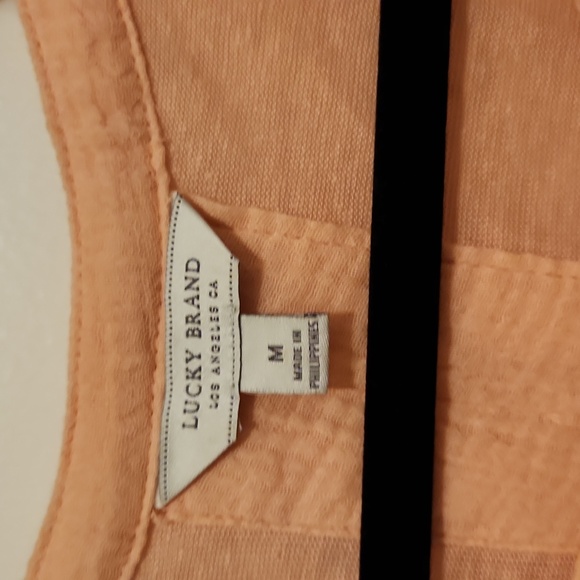 LUCKY BRAND
LOS ANGELES CA
M
MADE IN
PHILIPPINES